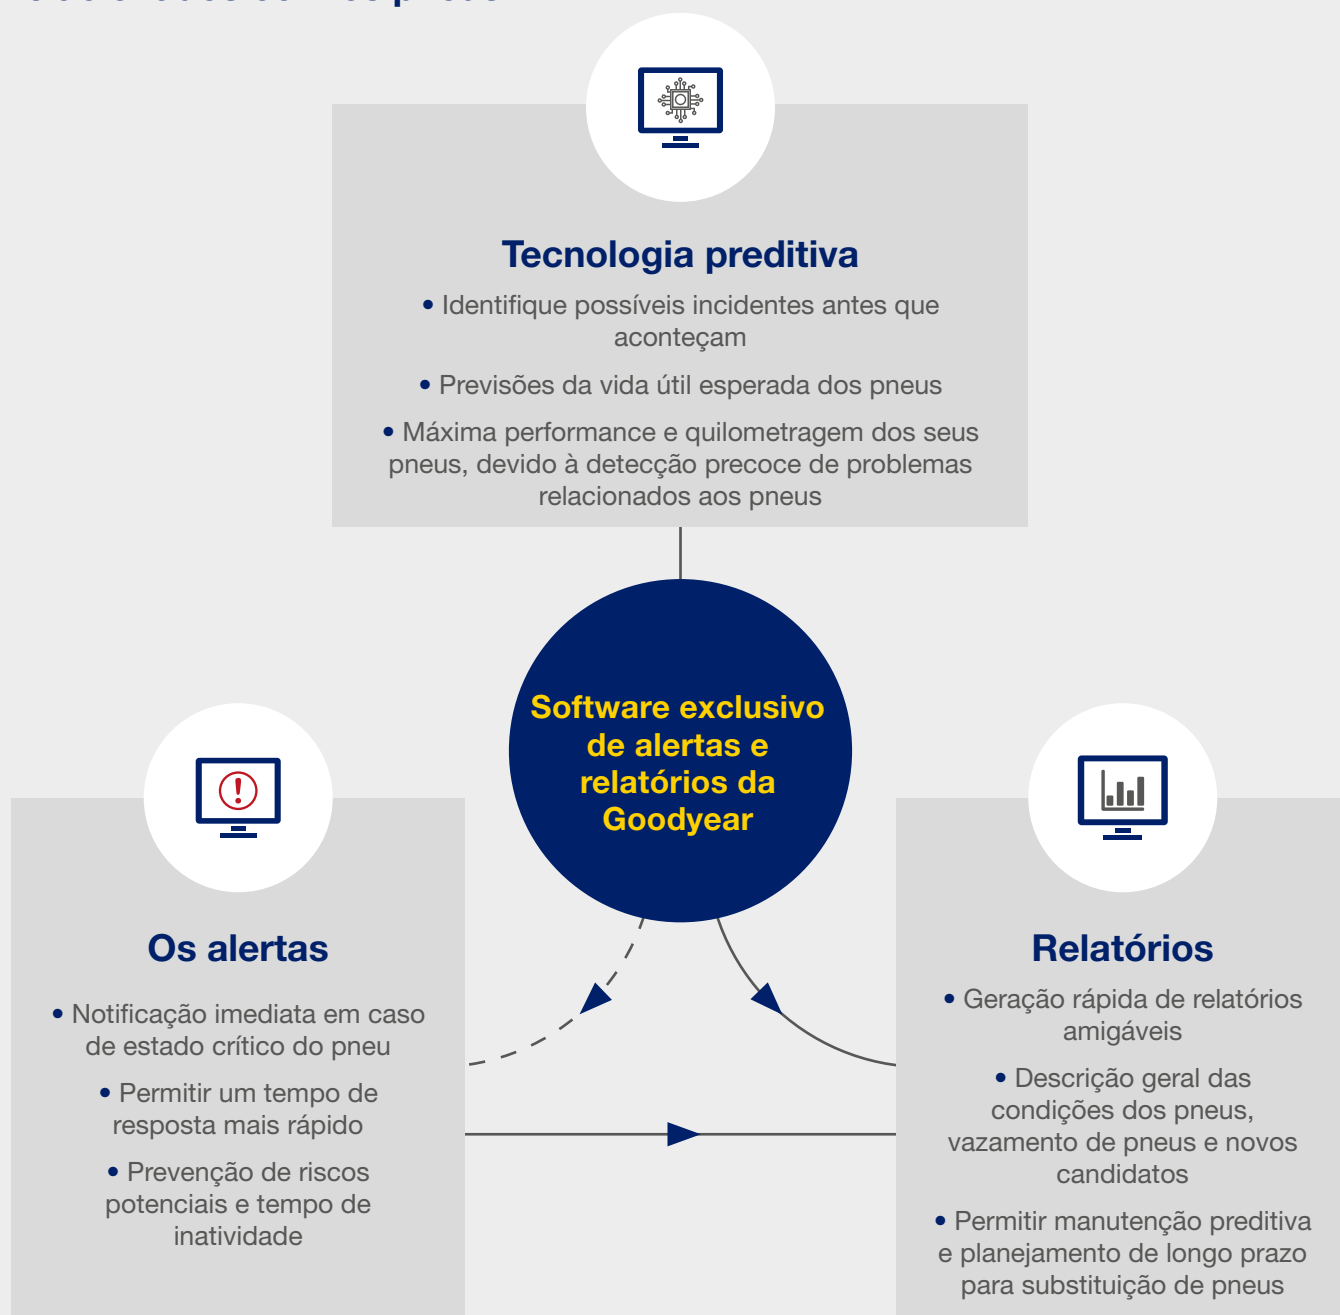 Tecnologia preditiva
• Identifique possíveis incidentes antes que
aconteçam
• Previsões da vida útil esperada dos pneus
• Máxima performance e quilometragem dos seus
pneus, devido à detecção precoce de problemas
relacionados aos pneus
Software exclusivo
de alertas e
relatórios da
Goodyear
Os alertas
• Notificação imediata em caso
de estado crítico do pneu
• Permitir um tempo de
resposta mais rápido
• Prevenção de riscos
potenciais e tempo de
inatividade
Relatórios
• Geração rápida de relatórios
amigáveis
• Descrição geral das
condições dos pneus,
vazamento de pneus e novos
candidatos
• Permitir manutenção preditiva
e planejamento de longo prazo
para substituição de pneus